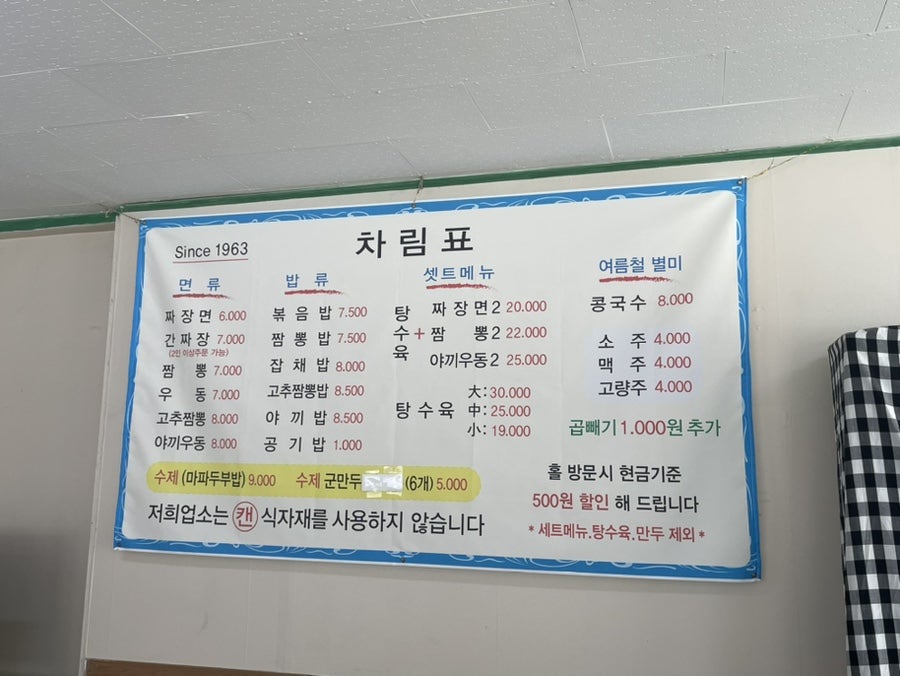 Since 1963
차림표
면 류
짜장면 6.000
간짜장 7.000
(2인 이상주문 가능)
짬 뽕 7.000
우 동 7.000
고추짬뽕 8.000
야끼우동 8.000
밥 류
볶음밥 7.500
짬뽕밥 7.500
잡채밥 8.000
고추짬뽕밥 8.500
야끼밥 8.500
공기밥 1.000
셋트메뉴
탕수육 +
짜장면2 20.000
짬 뽕2 22.000
야끼우동2 25.000
탕수육
大: 30.000
中: 25.000
小: 19.000
여름철 별미
콩국수 8.000
소 주 4.000
맥 주 4.000
고량주 4.000
곱빼기 1.000원 추가
수제 (마파두부밥) 9.000 수제 군만두 (6개) 5.000
저희업소는 캔 식자재를 사용하지 않습니다
홀 방문시 현금기준
500원 할인 해 드립니다
* 세트메뉴.탕수육.만두 제외 *